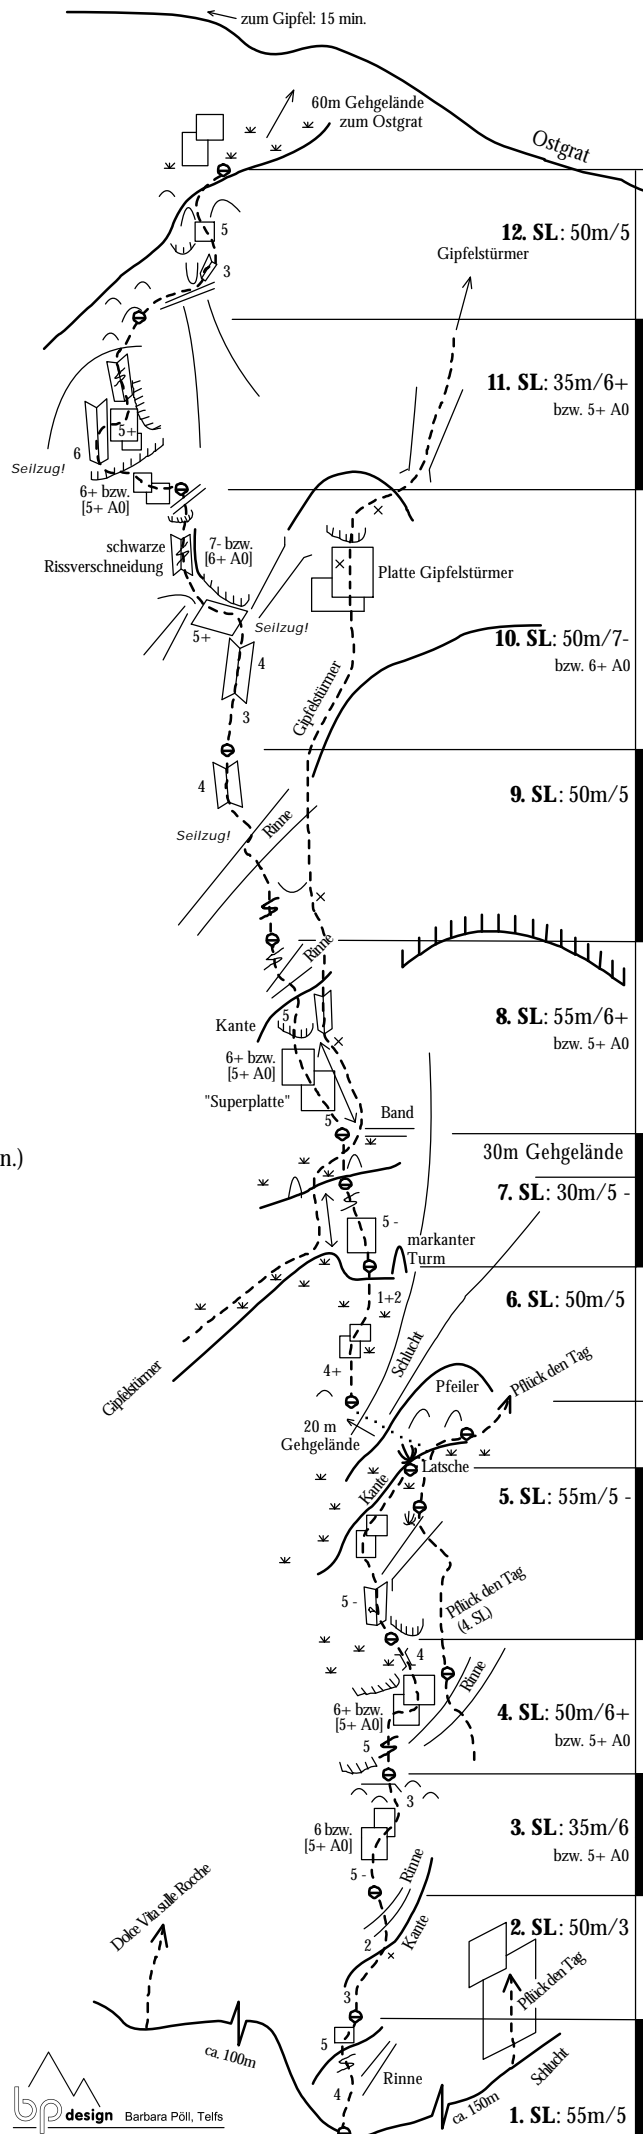 zum Gipfel: 15 min.
60m Gehgelände
zum Ostgrat
Ostgrat
12. SL: 50m/5
5
Gipfelstürmer
3
11. SL: 35m/6+
bzw. 5+ A0
5+
6
Seilzug!
6+ bzw.
[5+ A0]
schwarze
Rissverschneidung
7- bzw.
[6+ A0]
Platte Gipfelstürmer
Seilzug!
5+
10. SL: 50m/7-
bzw. 6+ A0
4
Gipfelstürmer
3
4
9. SL: 50m/5
Seilzug!
Rinne
Rinne
8. SL: 55m/6+
bzw. 5+ A0
5
Kante
6+ bzw.
[5+ A0]
"Superplatte"
5
Band
n.)
30m Gehgelände
7. SL: 30m/5 -
5 -
markanter
Turm
1+2
6. SL: 50m/5
Schlucht
4+
Gipfelstürmer
Pfeiler
Pflück den Tag
20 m
Gehgelände
Latsche
Kante
5. SL: 55m/5 -
5 -
Pflück den Tag
(4. SL)
4
Rinne
6+ bzw.
[5+ A0]
4. SL: 50m/6+
bzw. 5+ A0
5
3
6 bzw.
[5+ A0]
3. SL: 35m/6
bzw. 5+ A0
5 -
Rinne
Dolce Vita sulle Rocche
Kante
2. SL: 50m/3
2
Pflück den Tag
3
5
ca. 100m
Rinne
Schlucht
4
ca. 150m
1. SL: 55m/5
bp design Barbara Pöll, Telfs